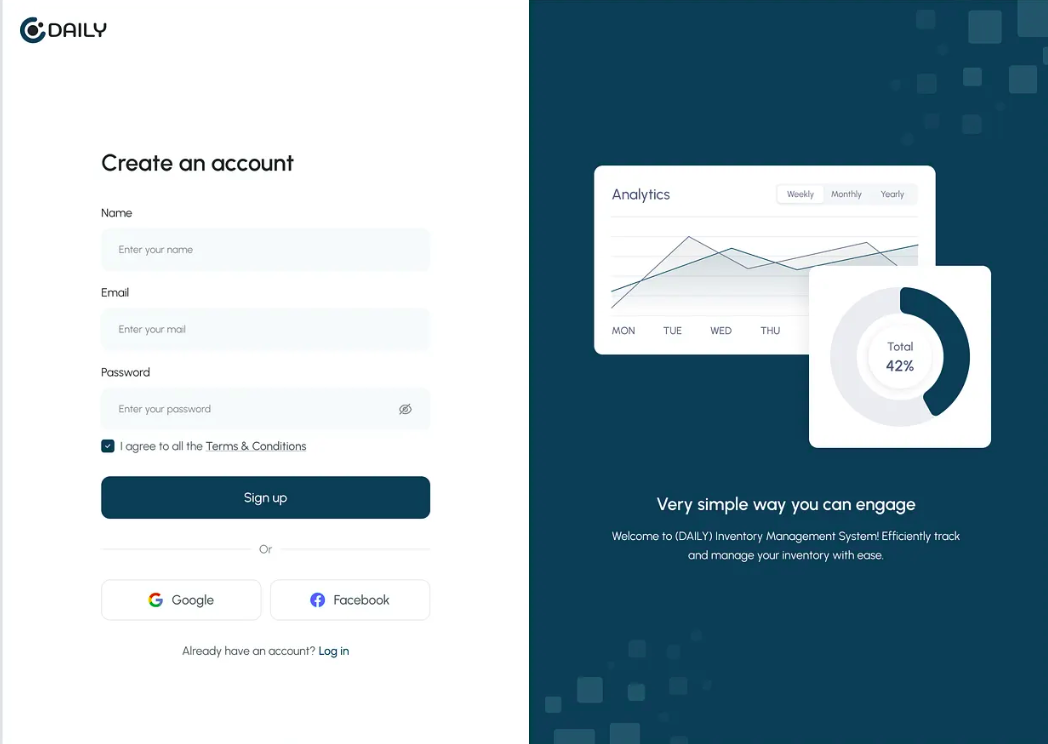 DAILY
Create an account
Name
Enter your name
Email
Enter your mail
Password
Enter your password
I agree to all the Terms & Conditions
Sign up
Or
Google
Facebook
Already have an account? Log in
Analytics
Weekly Monthly Yearly
MON TUE WED THU
Total
42%
Very simple way you can engage
Welcome to (DAILY) Inventory Management System! Efficiently track
and manage your inventory with ease.